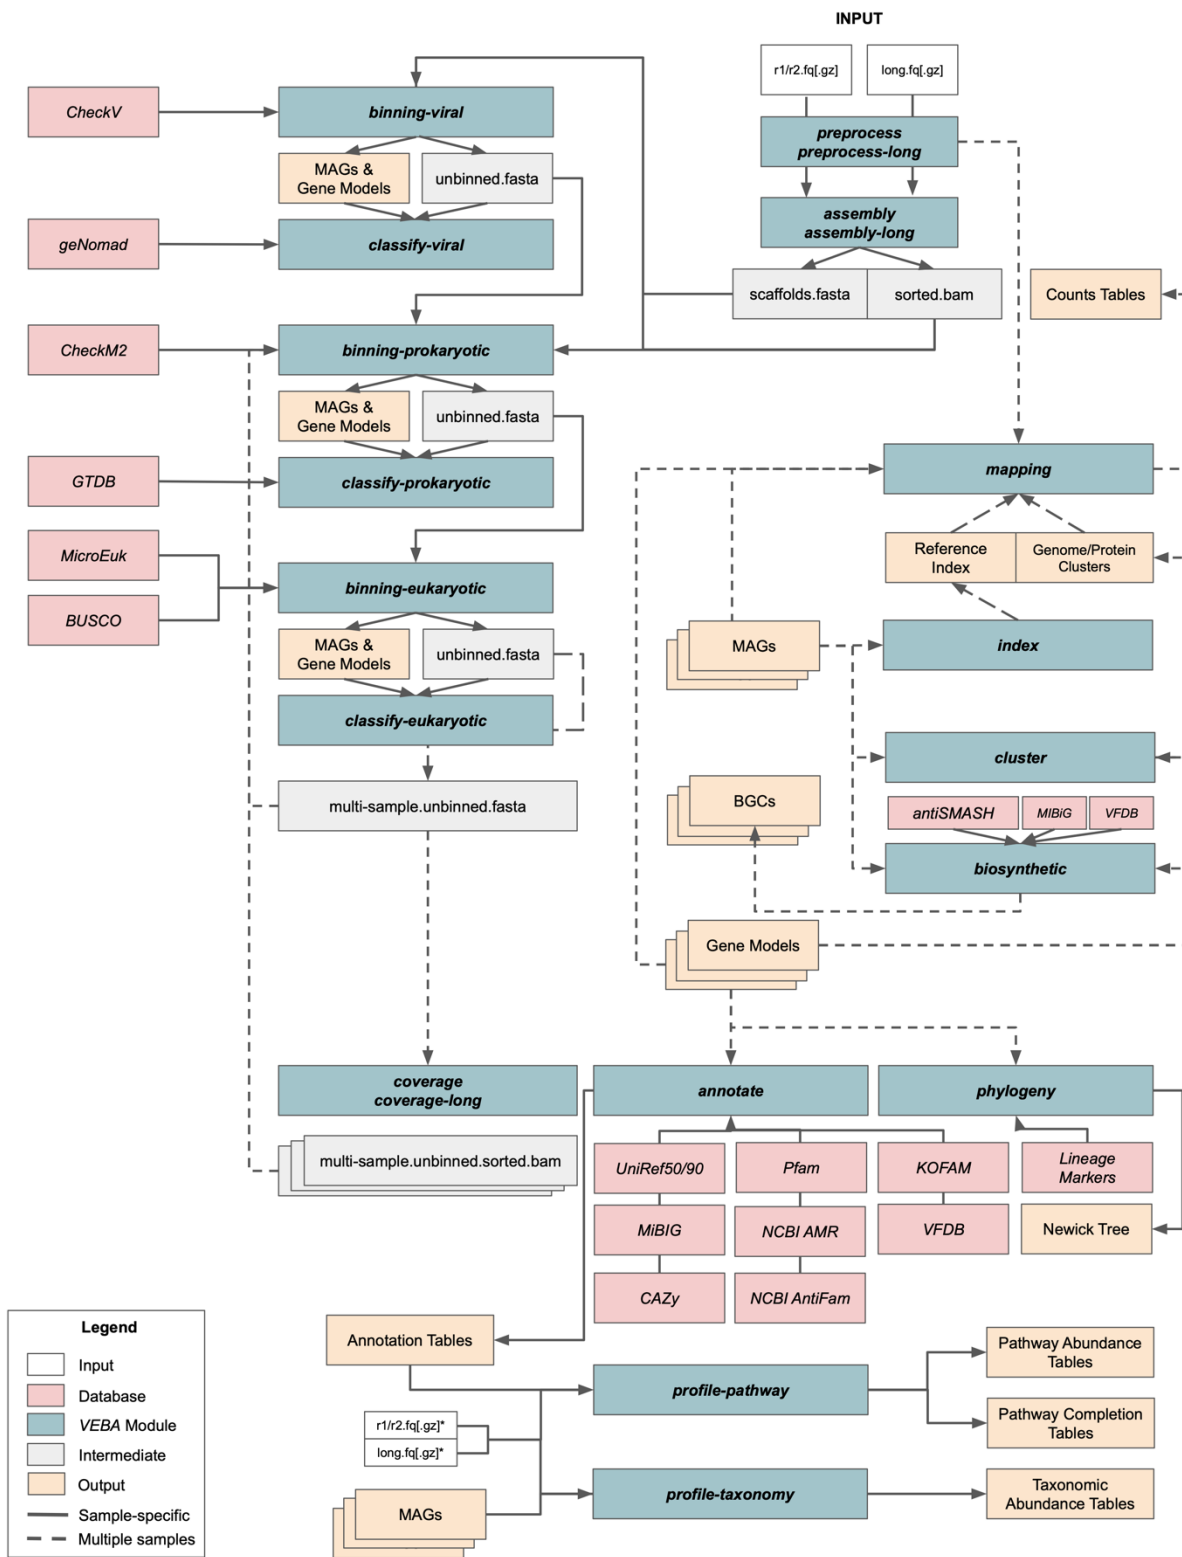 INPUT
r1/r2.fq[.gz]
long.fq[.gz]
CheckV
binning-viral
preprocess
preprocess-long
MAGs &
Gene Models
unbinned.fasta
geNomad
classify-viral
assembly
assembly-long
scaffolds.fasta
sorted.bam
Counts Tables
CheckM2
binning-prokaryotic
MAGs &
Gene Models
unbinned.fasta
GTDB
classify-prokaryotic
mapping
MicroEuk
Reference
Index
Genome/Protein
Clusters
binning-eukaryotic
BUSCO
MAGs &
Gene Models
unbinned.fasta
MAGs
index
classify-eukaryotic
cluster
multi-sample.unbinned.fasta
BGCs
antiSMASH
MIBiG
VFDB
biosynthetic
Gene Models
coverage
coverage-long
annotate
phylogeny
multi-sample.unbinned.sorted.bam
UniRef50/90
Pfam
KOFAM
Lineage
Markers
MiBIG
NCBI AMR
VFDB
Newick Tree
CAZy
NCBI AntiFam
Legend
Input
Database
VEBA Module
Intermediate
Output
Sample-specific
Multiple samples
Annotation Tables
Pathway Abundance
Tables
profile-pathway
r1/r2.fq[.gz]*
long.fq[.gz]*
Pathway Completion
Tables
MAGs
profile-taxonomy
Taxonomic
Abundance Tables